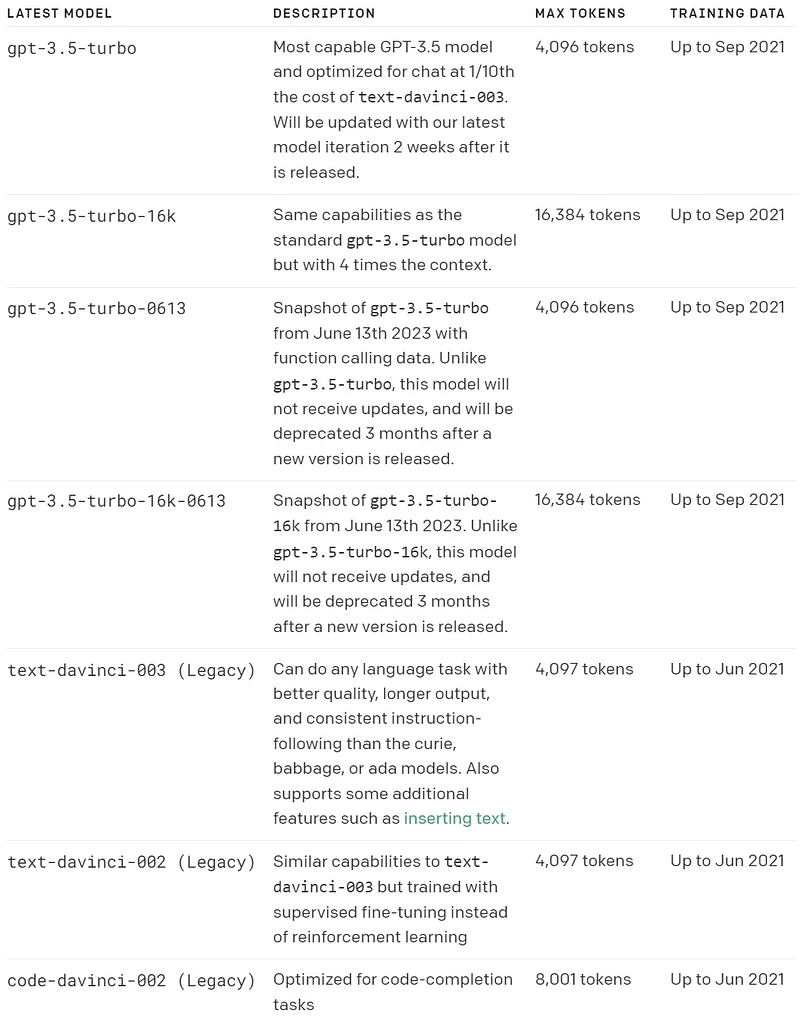 LATEST MODEL DESCRIPTION MAX TOKENS TRAINING DATA
gpt-3.5-turbo Most capable GPT-3.5 model 4,096 tokens Up to Sep 2021
and optimized for chat at 1/10th
the cost of text-davinci-003.
Will be updated with our latest
model iteration 2 weeks after it
is released.
gpt-3.5-turbo-16k Same capabilities as the 16,384 tokens Up to Sep 2021
standard gpt-3.5-turbo model
but with 4 times the context.
gpt-3.5-turbo-0613 Snapshot of gpt-3.5-turbo 4,096 tokens Up to Sep 2021
from June 13th 2023 with
function calling data. Unlike
gpt-3.5-turbo, this model will
not receive updates, and will be
deprecated 3 months after a
new version is released.
gpt-3.5-turbo-16k-0613 Snapshot of gpt-3.5-turbo- 16,384 tokens Up to Sep 2021
16k from June 13th 2023. Unlike
gpt-3.5-turbo-16k, this model
will not receive updates, and
will be deprecated 3 months
after a new version is released.
text-davinci-003 (Legacy) Can do any language task with 4,097 tokens Up to Jun 2021
better quality, longer output,
and consistent instruction-
following than the curie,
babbage, or ada models. Also
supports some additional
features such as inserting text.
text-davinci-002 (Legacy) Similar capabilities to text- 4,097 tokens Up to Jun 2021
davinci-003 but trained with
supervised fine-tuning instead
of reinforcement learning
code-davinci-002 (Legacy) Optimized for code-completion 8,001 tokens Up to Jun 2021
tasks